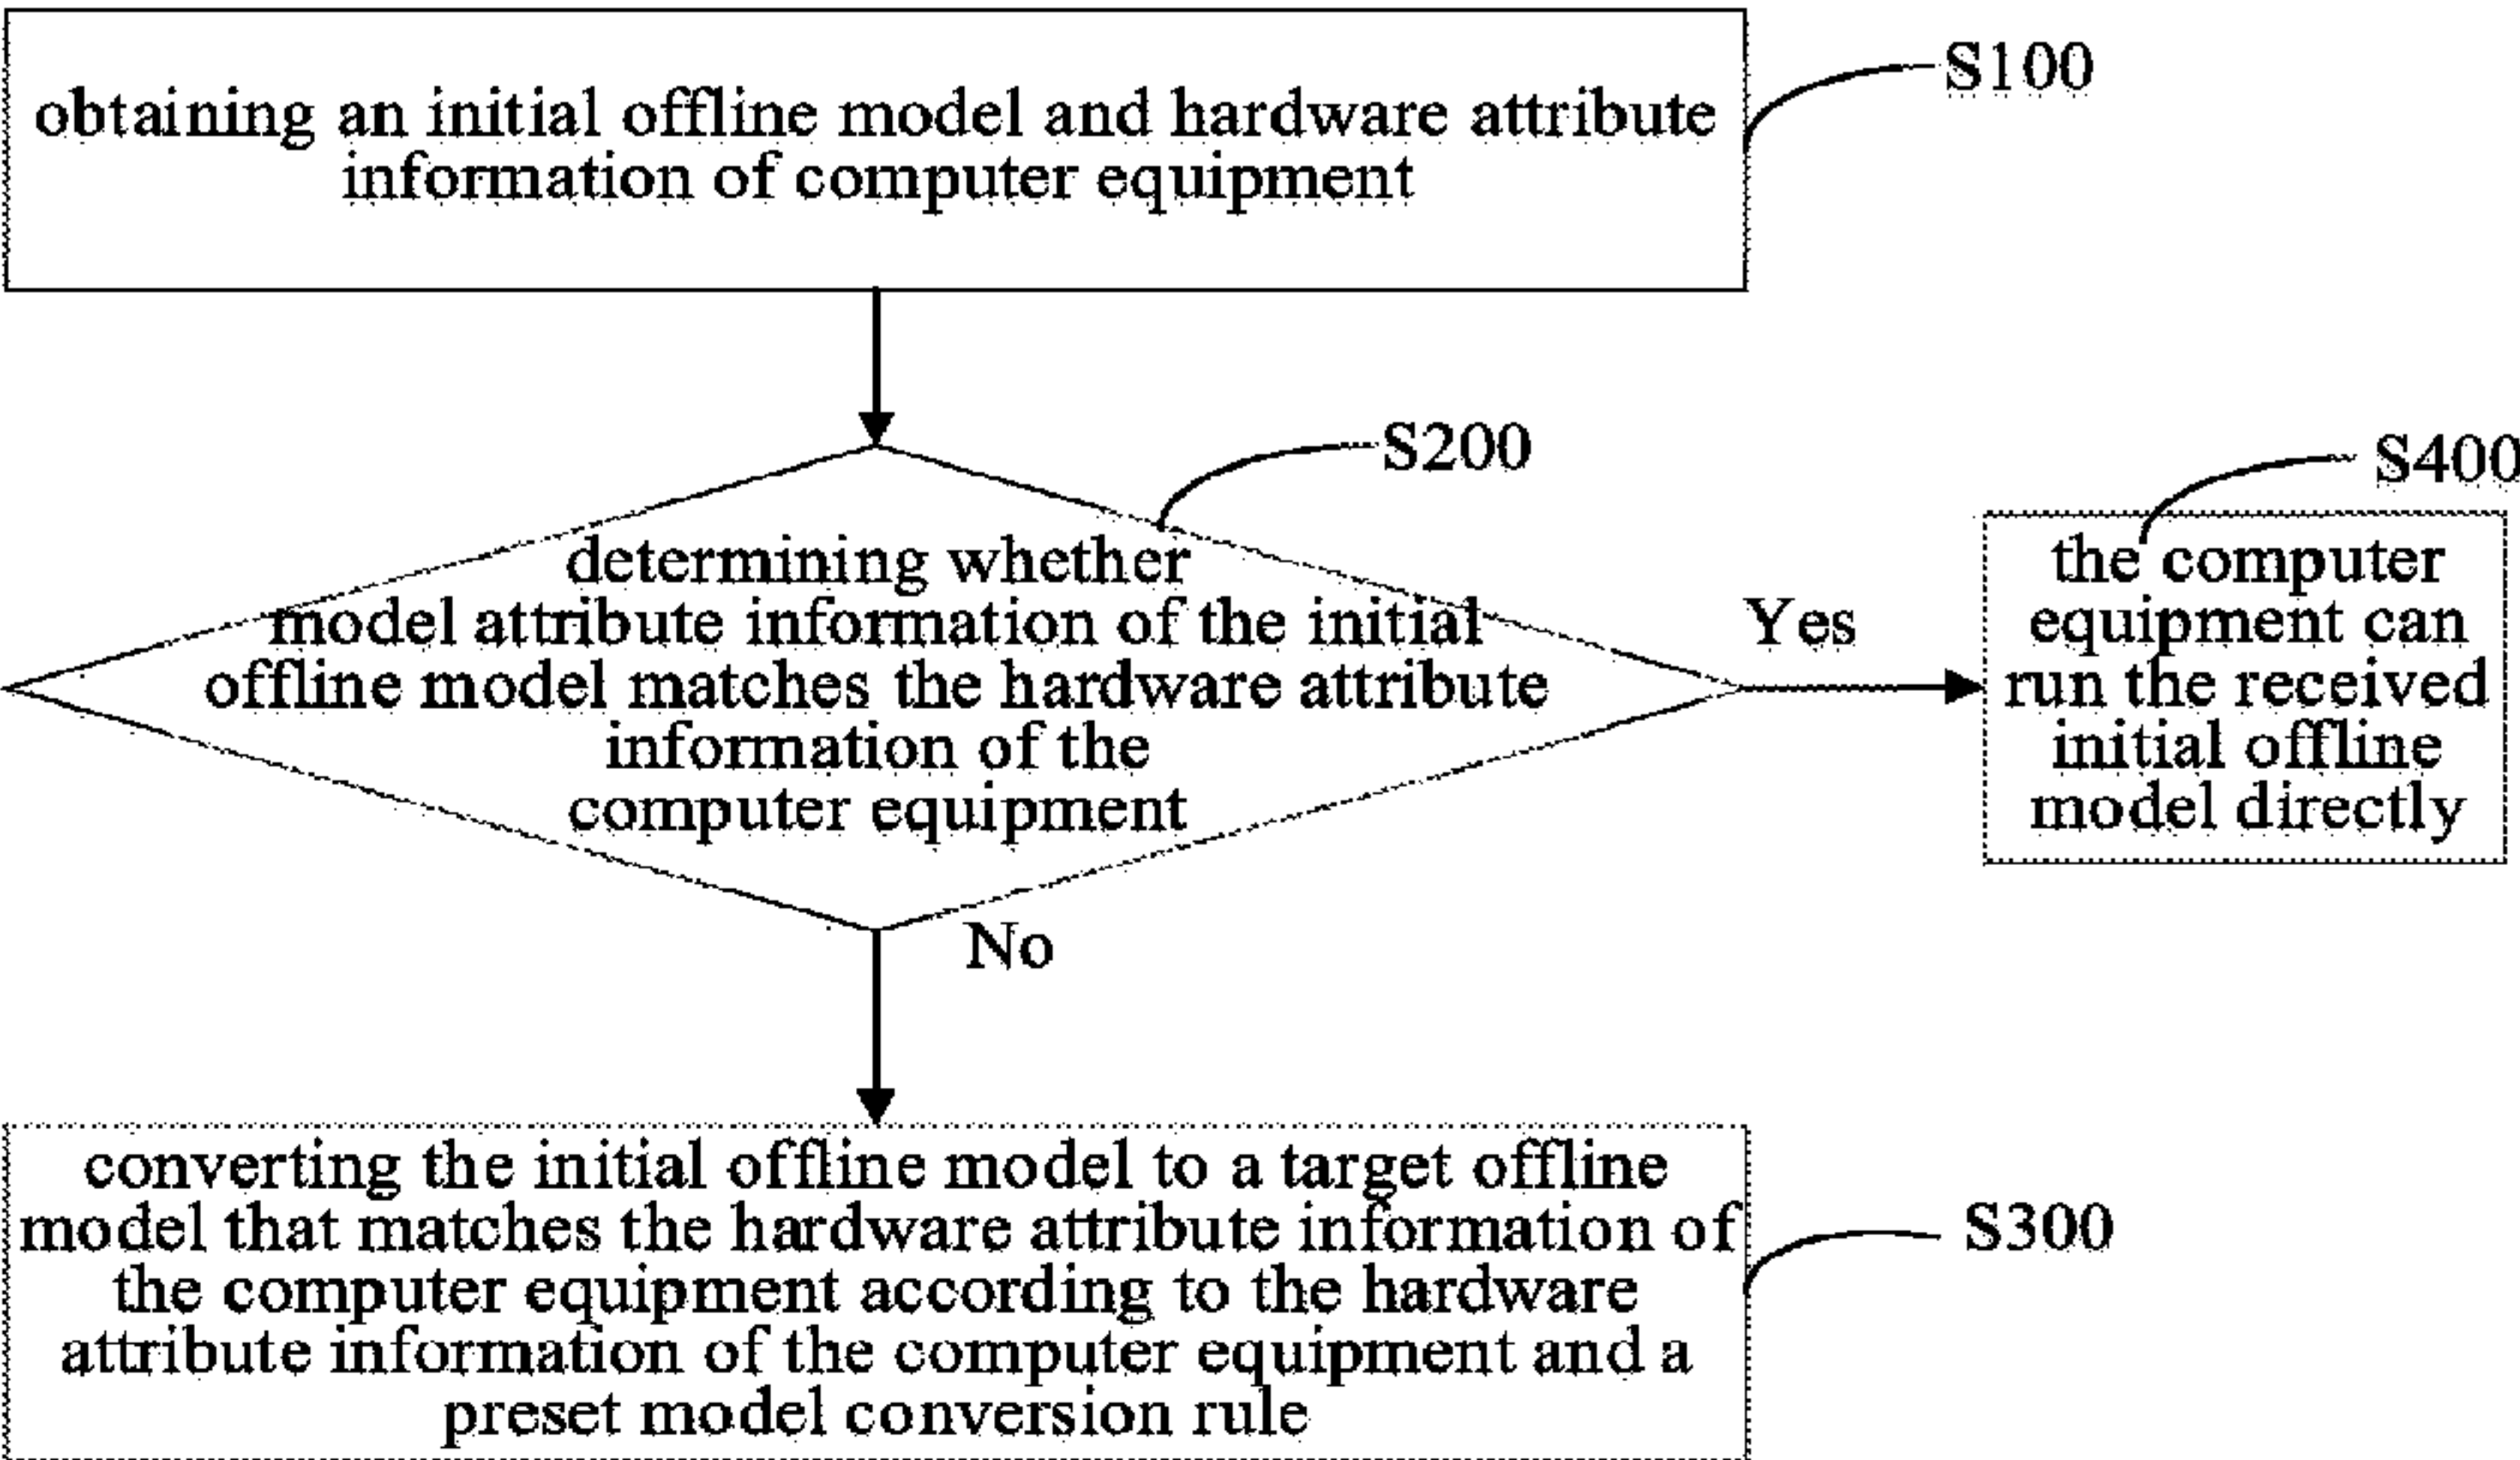 obtaining an initial offline model and hardware attribute
information of computer equipment
S100
S200
determining whether
model attribute information of the initial
offline model matches the hardware attribute
information of the
computer equipment
Yes
S400
the computer
equipment can
run the received
initial offline
model directly
No
converting the initial offline model to a target offline
model that matches the hardware attribute information of
the computer equipment according to the hardware
attribute information of the computer equipment and a
preset model conversion rule
S300